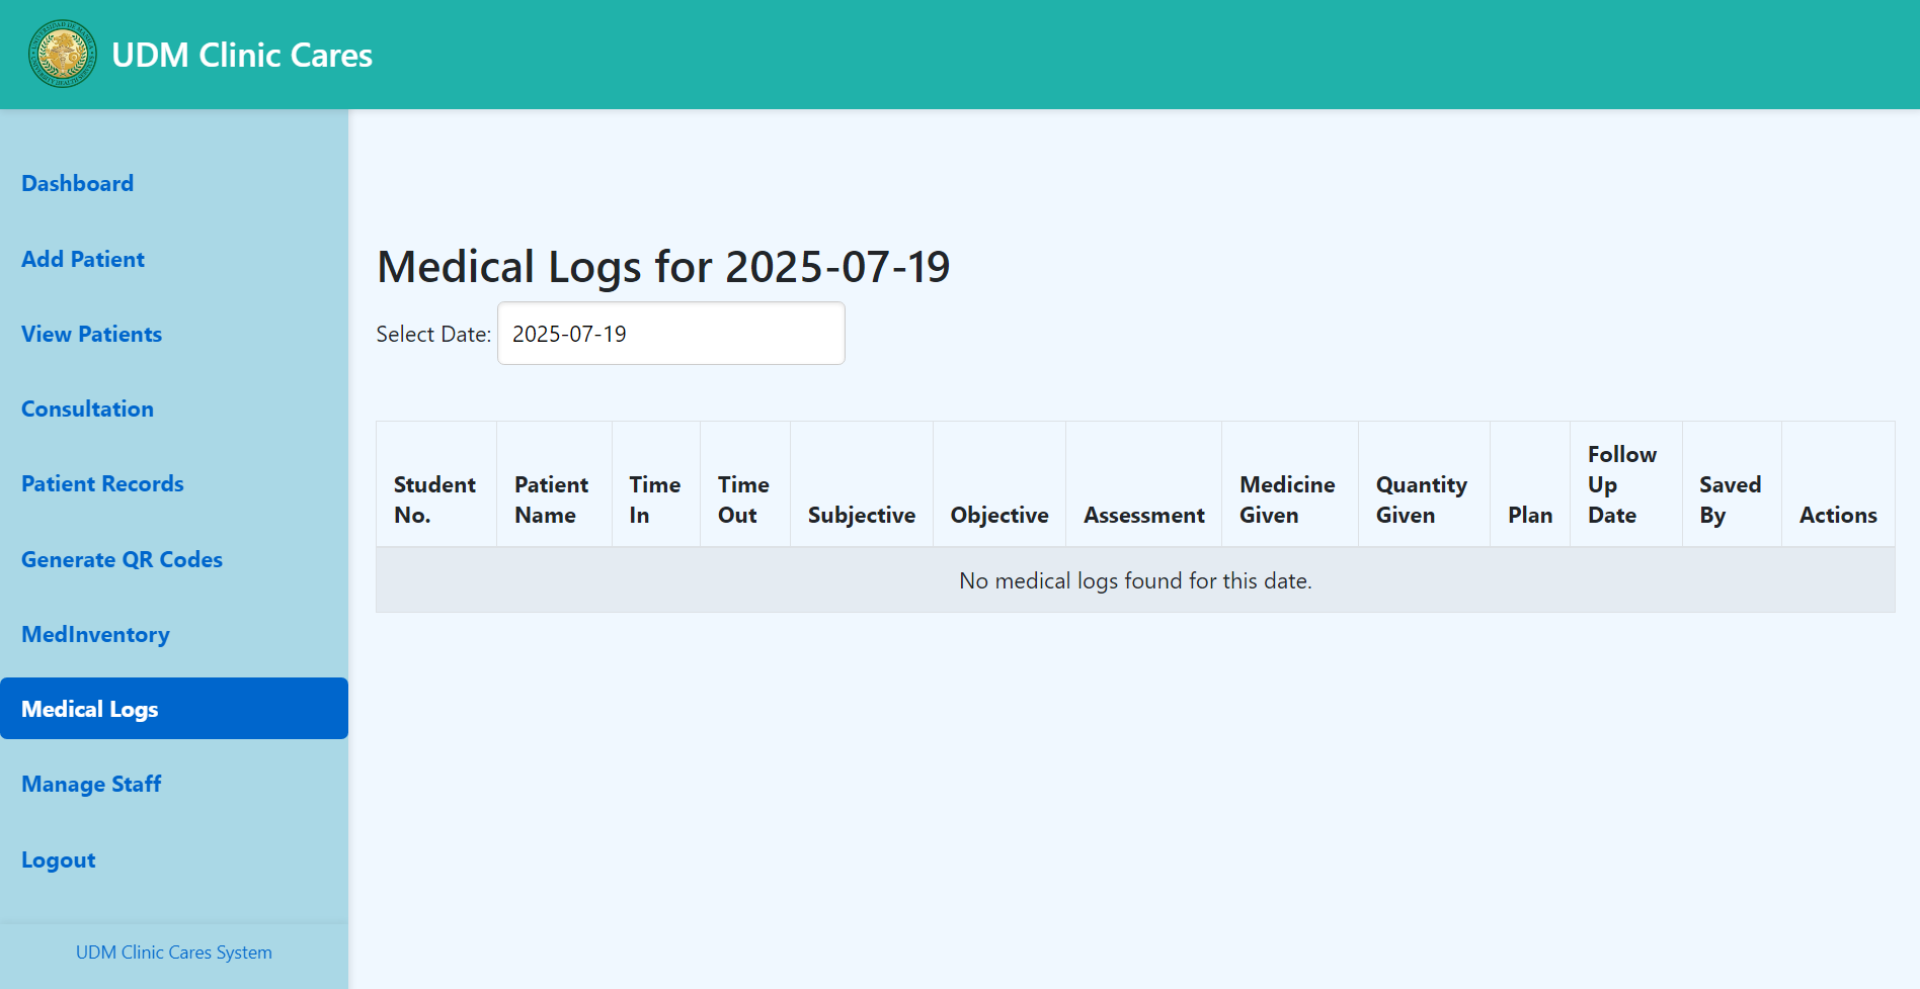 UDM Clinic Cares
Dashboard
Add Patient
View Patients
Consultation
Patient Records
Generate QR Codes
MedInventory
Medical Logs
Manage Staff
Logout
UDM Clinic Cares System
Medical Logs for 2025-07-19
Select Date: 2025-07-19
Student No.
Patient Name
Time In
Time Out
Subjective
Objective
Assessment
Medicine Given
Quantity Given
Plan
Follow Up Date
Saved By
Actions
No medical logs found for this date.